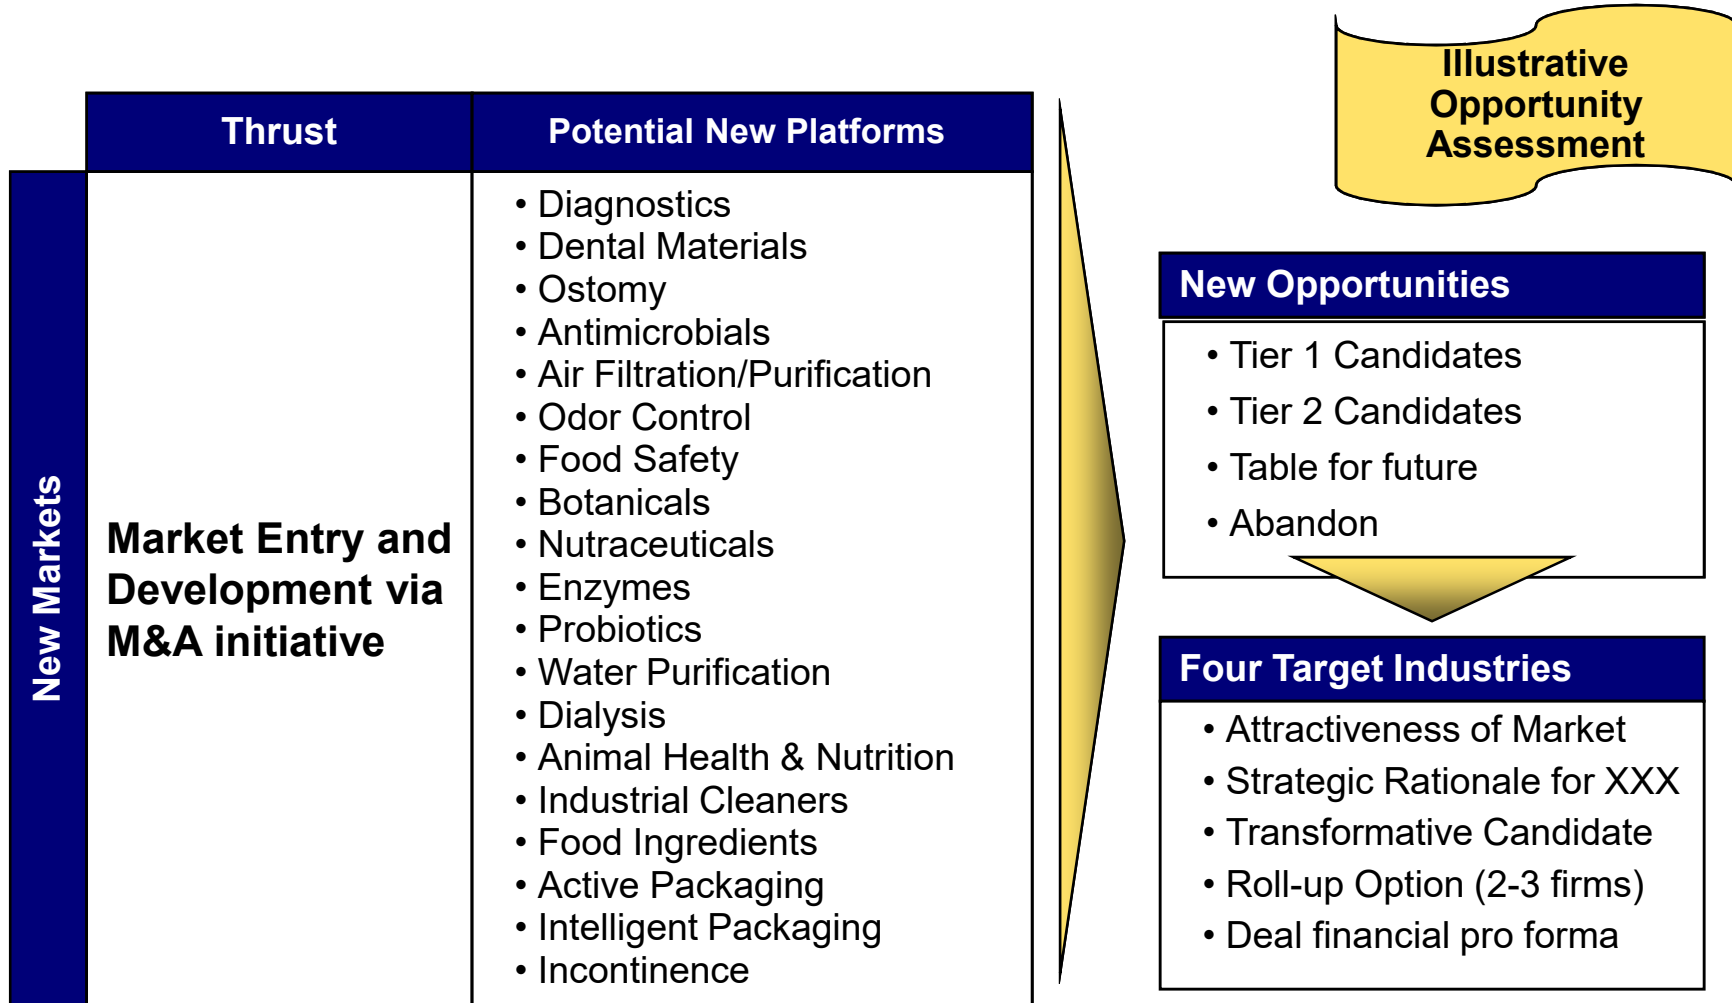 Illustrative
Opportunity
Assessment
Thrust
Potential New Platforms
New Markets
Market Entry and
Development via
M&A initiative
• Diagnostics
• Dental Materials
• Ostomy
• Antimicrobials
• Air Filtration/Purification
• Odor Control
• Food Safety
• Botanicals
• Nutraceuticals
• Enzymes
• Probiotics
• Water Purification
• Dialysis
• Animal Health & Nutrition
• Industrial Cleaners
• Food Ingredients
• Active Packaging
• Intelligent Packaging
• Incontinence
New Opportunities
• Tier 1 Candidates
• Tier 2 Candidates
• Table for future
• Abandon
Four Target Industries
• Attractiveness of Market
• Strategic Rationale for XXX
• Transformative Candidate
• Roll-up Option (2-3 firms)
• Deal financial pro forma